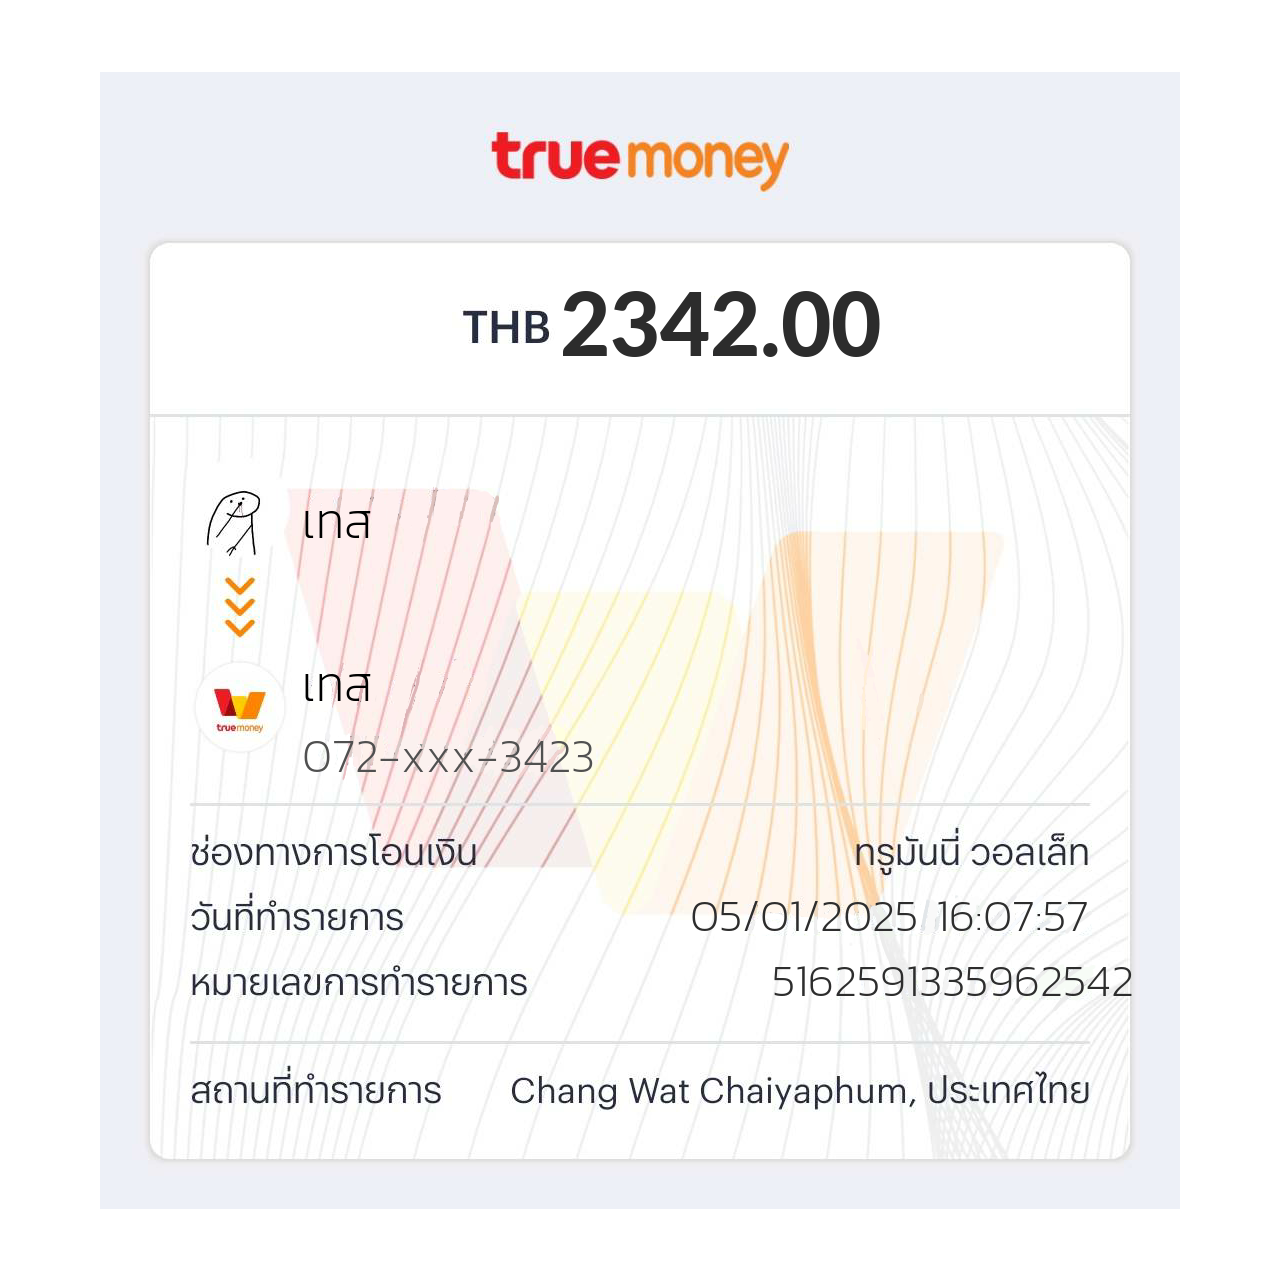 true money
THB 2342.00
เทส
เทส
true money
072-xxx-3423
ช่องทางการโอนเงิน ทรูมันนี่ วอลเล็ท
วันที่ทำรายการ 05/01/2025 16:07:57
หมายเลขการทำรายการ 5162591335962542
สถานที่ทำรายการ Chang Wat Chaiyaphum, ประเทศไทย